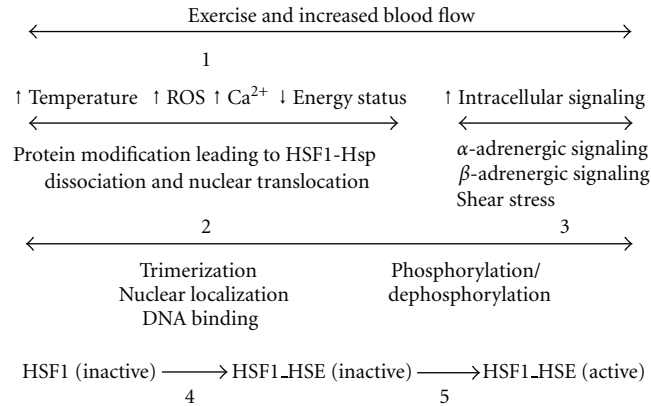 Exercise and increased blood flow
1
↑ Temperature ↑ ROS ↑ Ca²⁺ ↓ Energy status ↑ Intracellular signaling
Protein modification leading to HSF1-Hsp
dissociation and nuclear translocation
α-adrenergic signaling
β-adrenergic signaling
Shear stress
2 3
Trimerization
Nuclear localization
DNA binding
Phosphorylation/
dephosphorylation
HSF1 (inactive) → HSF1_HSE (inactive) → HSF1_HSE (active)
4 5